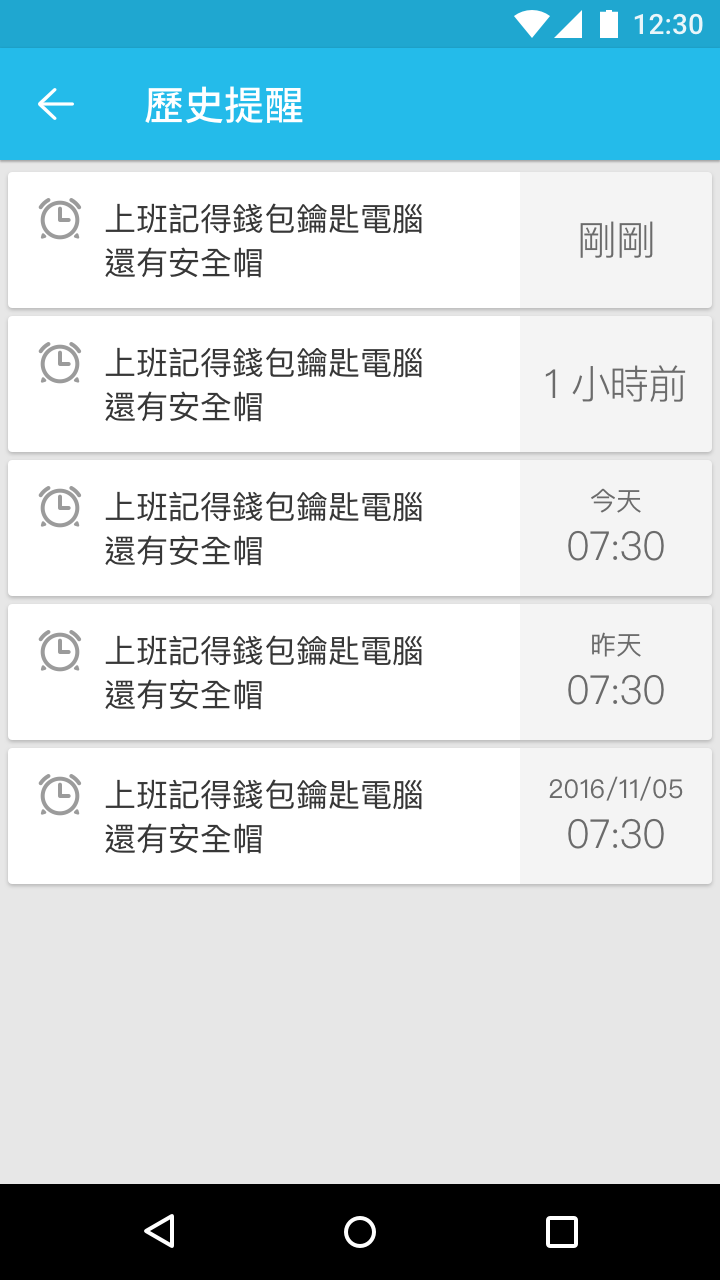 12:30
歷史提醒
上班記得錢包鑰匙電腦
還有安全帽
剛剛
上班記得錢包鑰匙電腦
還有安全帽
1 小時前
上班記得錢包鑰匙電腦
還有安全帽
今天
07:30
上班記得錢包鑰匙電腦
還有安全帽
昨天
07:30
上班記得錢包鑰匙電腦
還有安全帽
2016/11/05
07:30